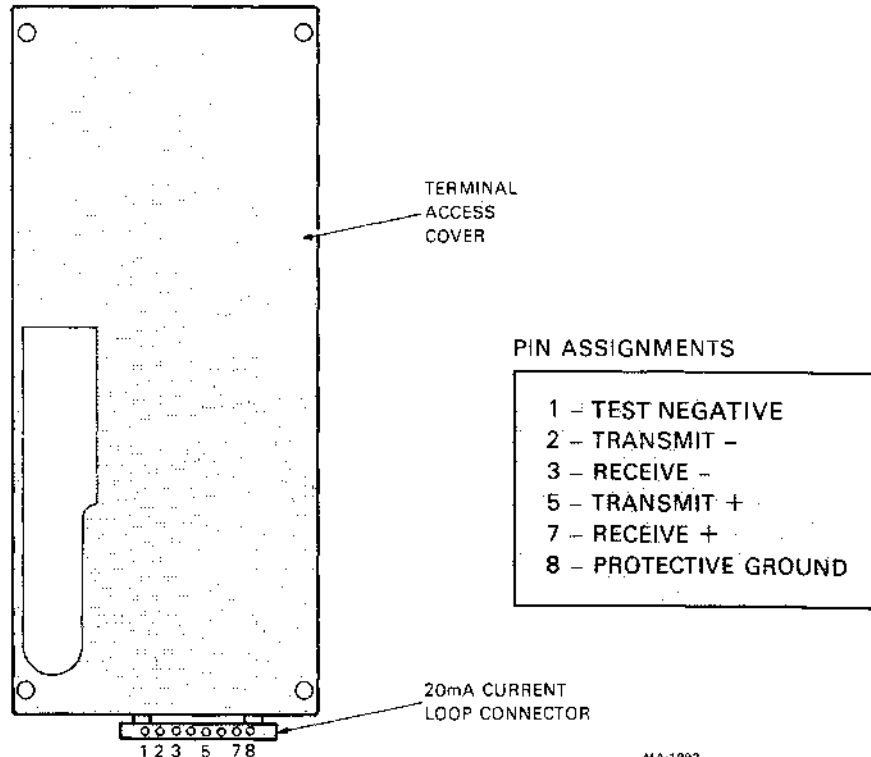 TERMINAL
ACCESS
COVER
PIN ASSIGNMENTS
1 – TEST NEGATIVE
2 – TRANSMIT –
3 – RECEIVE –
5 – TRANSMIT +
7 – RECEIVE +
8 – PROTECTIVE GROUND
20mA CURRENT
LOOP CONNECTOR
1 2 3 5 7 8